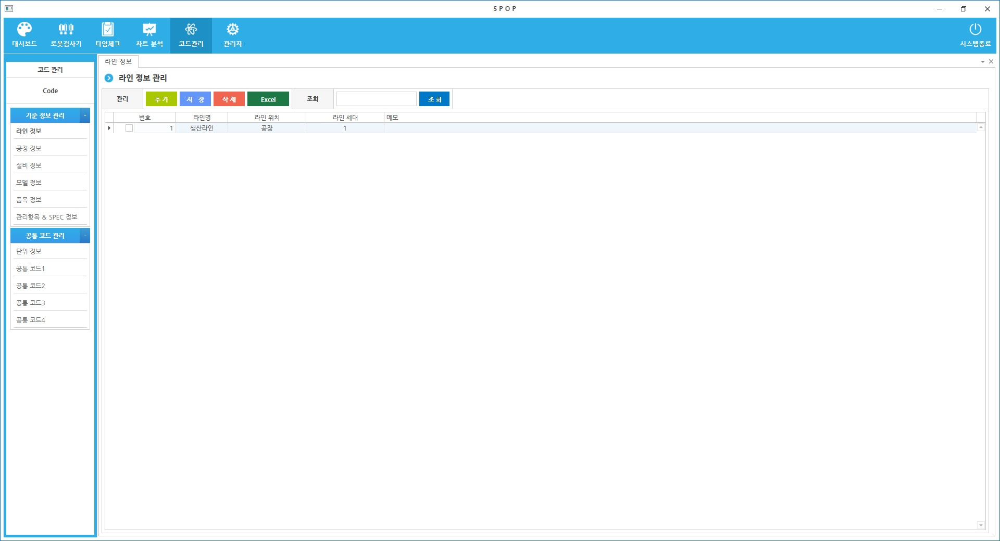 SPOP
대시보드 로봇검사기 타임체크 차트 분석 코드관리 관리자 시스템종료
라인 정보
코드 관리
Code
기준 정보 관리 -
라인 정보
공정 정보
설비 정보
모델 정보
품목 정보
관리항목 & SPEC 정보
공통 코드 관리 -
단위 정보
공통 코드1
공통 코드2
공통 코드3
공통 코드4
라인 정보 관리
관리 추 가 저 장 삭 제 Excel 조회 조 회
번호 라인명 라인 위치 라인 세대 메모
1 생산라인 공장 1